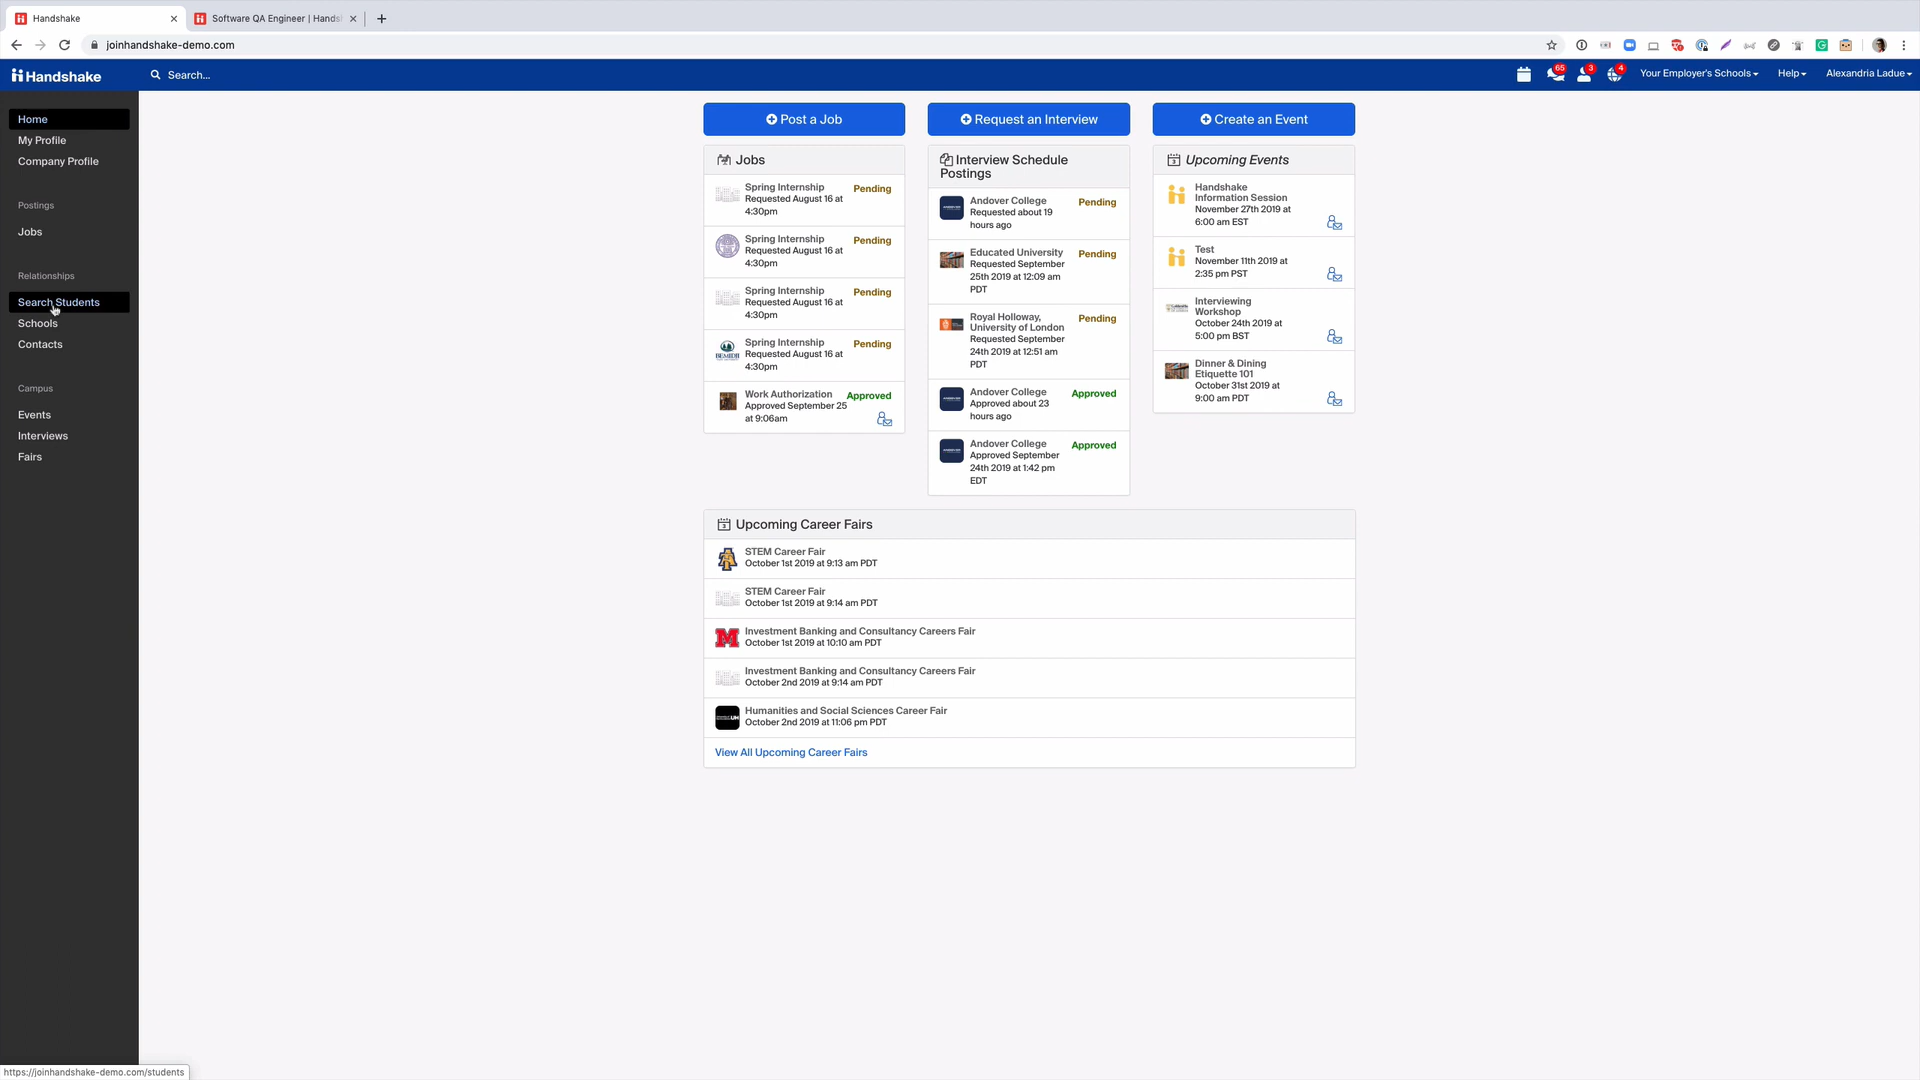 Handshake
Software QA Engineer | Hands
joinhandshake-demo.com
Handshake
Search...
65
3
4
Your Employer's Schools
Help
Alexandria Ladue
Home
My Profile
Company Profile
Postings
Jobs
Relationships
Search Students
Schools
Contacts
Campus
Events
Interviews
Fairs
Post a Job
Jobs
Spring Internship
Pending
Requested August 16 at
4:30pm
Spring Internship
Pending
Requested August 16 at
4:30pm
Spring Internship
Pending
Requested August 16 at
4:30pm
Spring Internship
Pending
Requested August 16 at
4:30pm
Work Authorization
Approved
Approved September 25
at 9:06am
Request an Interview
Interview Schedule
Postings
Andover College
Pending
Requested about 19
hours ago
Educated University
Pending
Requested September
25th 2019 at 12:09 am
PDT
Royal Holloway,
Pending
University of London
Requested September
24th 2019 at 12:51 am
PDT
Andover College
Approved
Approved about 23
hours ago
Andover College
Approved
Approved September
24th 2019 at 1:42 pm
EDT
Create an Event
Upcoming Events
Handshake
Information Session
November 27th 2019 at
6:00 am EST
Test
November 11th 2019 at
2:35 pm PST
Interviewing
Workshop
October 24th 2019 at
5:00 pm BST
Dinner & Dining
Etiquette 101
October 31st 2019 at
9:00 am PDT
Upcoming Career Fairs
STEM Career Fair
October 1st 2019 at 9:13 am PDT
STEM Career Fair
October 1st 2019 at 9:14 am PDT
Investment Banking and Consultancy Careers Fair
October 1st 2019 at 10:10 am PDT
Investment Banking and Consultancy Careers Fair
October 2nd 2019 at 9:14 am PDT
Humanities and Social Sciences Career Fair
October 2nd 2019 at 11:06 pm PDT
View All Upcoming Career Fairs
https://joinhandshake-demo.com/students